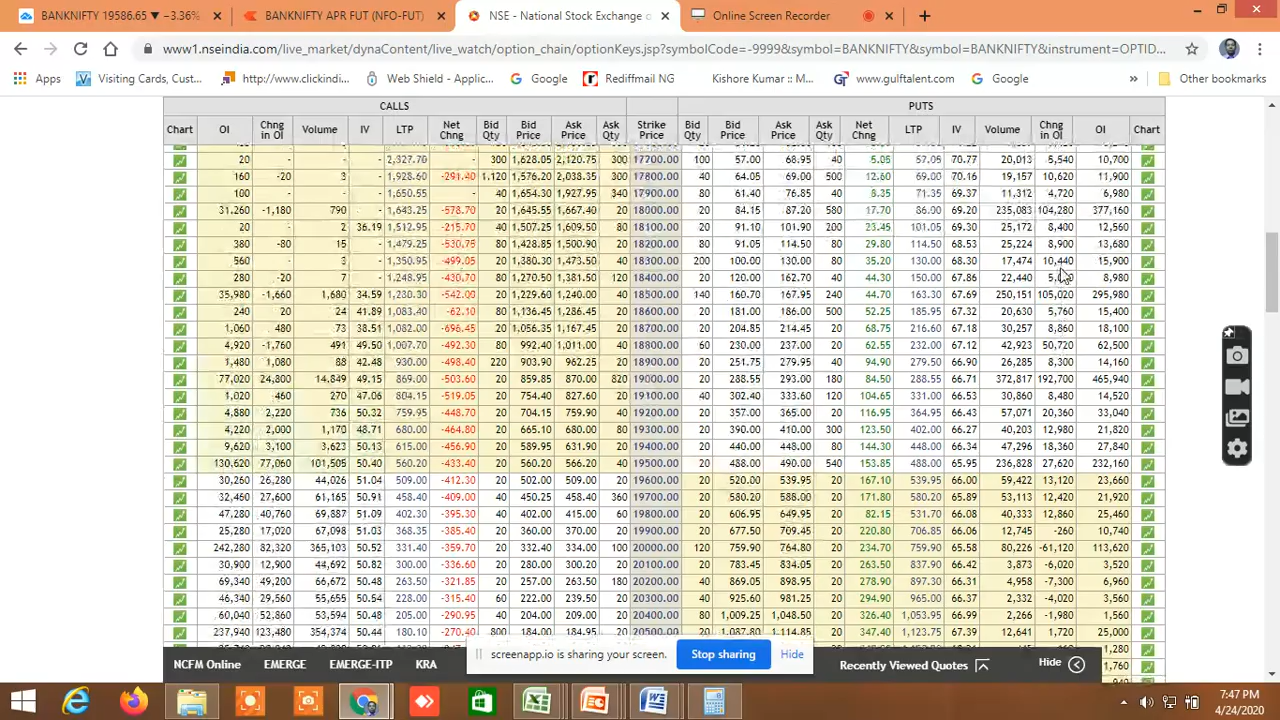 BANKNIFTY 19586.65 ▼ −3.36%
BANKNIFTY APR FUT (NFO-FUT)
NSE - National Stock Exchange o
Online Screen Recorder
www1.nseindia.com/live_market/dynaContent/live_watch/option_chain/optionKeys.jsp?symbolCode=-9999&symbol=BANKNIFTY&symbol=BANKNIFTY&instrument=OPTID...
Apps Visiting Cards, Cust... http://www.clickindi... Web Shield - Applic... Google Rediffmail NG Kishore Kumar :: M... www.gulftalent.com Google » Other bookmarks
CALLS PUTS
Chart OI Chng in OI Volume IV LTP Net Chng Bid Qty Bid Price Ask Price Ask Qty Strike Price Bid Qty Bid Price Ask Price Ask Qty Net Chng LTP IV Volume Chng in OI OI Chart
20 - - - 2,327.70 - 300 1,628.05 2,120.75 300 17700.00 100 57.00 68.95 40 5.05 57.05 70.77 20,013 5,540 10,700
160 -20 3 - 1,928.60 -291.40 1,120 1,576.20 2,038.35 300 17800.00 40 64.05 69.00 500 12.60 69.00 70.16 19,157 10,620 11,900
100 - - - 1,650.55 - 40 1,654.30 1,927.95 340 17900.00 80 61.40 76.85 40 8.35 71.35 69.37 11,312 4,720 6,980
31,260 -1,180 790 - 1,643.25 -578.70 20 1,645.55 1,667.40 20 18000.00 20 84.15 87.20 580 17.70 86.00 69.20 235,083 104,280 377,160
20 - 2 36.19 1,512.95 -215.70 40 1,507.25 1,609.50 80 18100.00 20 91.10 101.90 200 23.45 101.05 69.30 25,172 8,400 12,560
380 -80 15 - 1,479.25 -530.75 80 1,428.85 1,500.90 20 18200.00 80 91.05 114.50 80 29.80 114.50 68.53 25,224 8,900 13,680
560 - 3 - 1,350.95 -499.05 20 1,380.30 1,473.50 40 18300.00 200 100.00 130.00 80 35.20 130.00 68.30 17,474 10,440 15,900
280 -20 7 - 1,248.95 -430.70 80 1,270.50 1,381.50 120 18400.00 20 120.00 162.70 40 44.30 150.00 67.86 22,440 8,980
35,980 -1,660 1,680 34.59 1,230.30 -542.00 20 1,229.60 1,240.00 40 18500.00 140 160.70 167.95 240 44.70 163.30 67.69 250,151 105,020 295,980
240 20 24 41.89 1,083.40 -62.10 80 1,136.45 1,286.45 20 18600.00 20 181.00 186.00 500 52.25 185.95 67.32 20,630 5,760 15,400
1,060 480 73 38.51 1,082.00 -696.45 20 1,056.35 1,167.45 20 18700.00 20 204.85 214.45 20 68.75 216.60 67.18 30,257 8,860 18,100
4,920 -1,760 491 49.50 1,007.70 -492.30 80 992.40 1,011.00 40 18800.00 60 230.00 237.00 20 62.55 232.00 67.12 42,923 50,720 62,500
1,480 1,080 88 42.48 930.00 -498.40 220 903.90 962.25 20 18900.00 20 251.75 279.95 40 94.90 279.50 66.90 26,285 8,300 14,160
77,020 24,800 14,849 49.15 869.00 -503.60 20 859.85 870.00 820 19000.00 20 288.55 293.00 180 84.50 288.55 66.71 372,817 192,700 465,940
1,020 460 270 47.06 804.15 -519.05 20 754.40 827.60 20 19100.00 40 302.40 333.60 120 104.65 331.00 66.53 30,860 8,480 14,520
4,880 2,220 736 50.32 759.95 -448.70 20 704.15 759.90 40 19200.00 20 357.00 365.00 20 116.95 364.95 66.43 57,071 20,360 33,040
4,220 2,000 1,170 48.71 680.00 -464.80 20 665.10 680.00 80 19300.00 20 390.00 410.00 300 123.50 402.00 66.27 40,203 12,980 21,820
9,620 3,100 3,623 50.13 615.00 -456.90 20 589.95 631.90 20 19400.00 20 440.00 448.00 80 144.30 448.00 66.34 47,296 18,360 27,840
130,620 77,060 101,505 50.40 560.20 -433.40 20 560.20 566.20 40 19500.00 20 488.00 490.00 540 153.85 488.00 65.95 236,828 27,620 232,160
30,260 26,280 44,026 51.04 509.00 -412.30 20 502.00 509.00 20 19600.00 20 520.00 539.95 20 167.10 539.95 66.00 59,422 13,120 23,660
32,460 27,600 61,165 50.91 458.40 -409.00 20 450.25 458.40 360 19700.00 20 580.20 588.00 20 171.80 580.20 65.89 53,113 12,420 21,920
47,280 40,760 69,887 51.09 402.30 -395.30 20 402.00 415.00 60 19800.00 20 606.95 649.95 20 82.15 531.70 66.08 40,333 12,860 25,460
25,280 17,020 67,098 51.03 368.35 -385.40 20 360.00 370.00 20 19900.00 20 677.50 709.45 20 220.80 706.85 66.06 12,745 -260 10,740
242,280 82,320 365,103 50.52 331.40 -359.70 20 332.40 334.00 100 20000.00 120 759.90 764.80 20 234.70 759.90 65.58 80,226 -61,120 113,620
30,900 12,900 44,692 50.56 300.00 -336.60 20 280.00 300.20 20 20100.00 20 783.45 834.05 20 263.50 837.90 66.42 3,873 -6,020 3,520
69,340 49,200 66,672 50.48 263.50 -321.85 20 257.00 263.50 180 20200.00 40 869.05 898.95 20 278.90 897.30 66.31 4,958 -7,300 6,960
46,340 29,560 55,655 50.54 228.00 -315.40 60 222.00 239.50 20 20300.00 40 925.60 981.25 20 294.90 965.00 66.37 2,332 -4,020 3,560
60,040 52,860 53,594 50.48 205.00 -290.95 40 204.00 209.00 20 20400.00 80 1,009.25 1,048.50 20 326.40 1,053.95 66.99 2,266 -1,980 1,560
237,940 123,480 354,374 50.44 180.10 -270.40 800 184.00 184.95 20 20500.00 20 1,087.80 1,114.85 20 347.40 1,123.75 67.39 12,641 1,720 25,000
1,280
1,760
NCFM Online EMERGE EMERGE-ITP KRA
screenapp.io is sharing your screen. Stop sharing Hide
Recently Viewed Quotes Hide
7:47 PM
4/24/2020